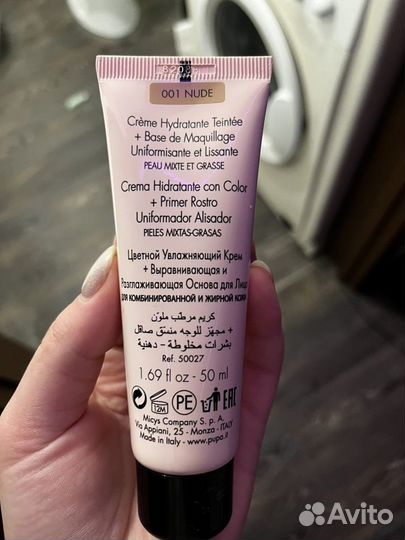 001 NUDE
Crème Hydratante Teintée
+ Base de Maquillage
Uniformisante et Lissante
PEAU MIXTE ET GRASSE
Crema Hidratante con Color
+ Primer Rostro
Uniformador Alisador
PIELES MIXTAS-GRASAS
Цветной Увлажняющий Крем
+ Выравнивающая и
Разглаживающая Основа для Лица
ДЛЯ КОМБИНИРОВАННОЙ И ЖИРНОЙ КОЖИ
كريم مرطب ملون
+ مجهز للوجه منسق صاقل
بشرات مخلوطة - دهنية
Ref. 50027
1.69 fl oz - 50 ml
12M PE EAC
Micys Company S.p.A.
Via Appiani, 25 - Monza - ITALY
Made in Italy - www.pupa.it
Avito